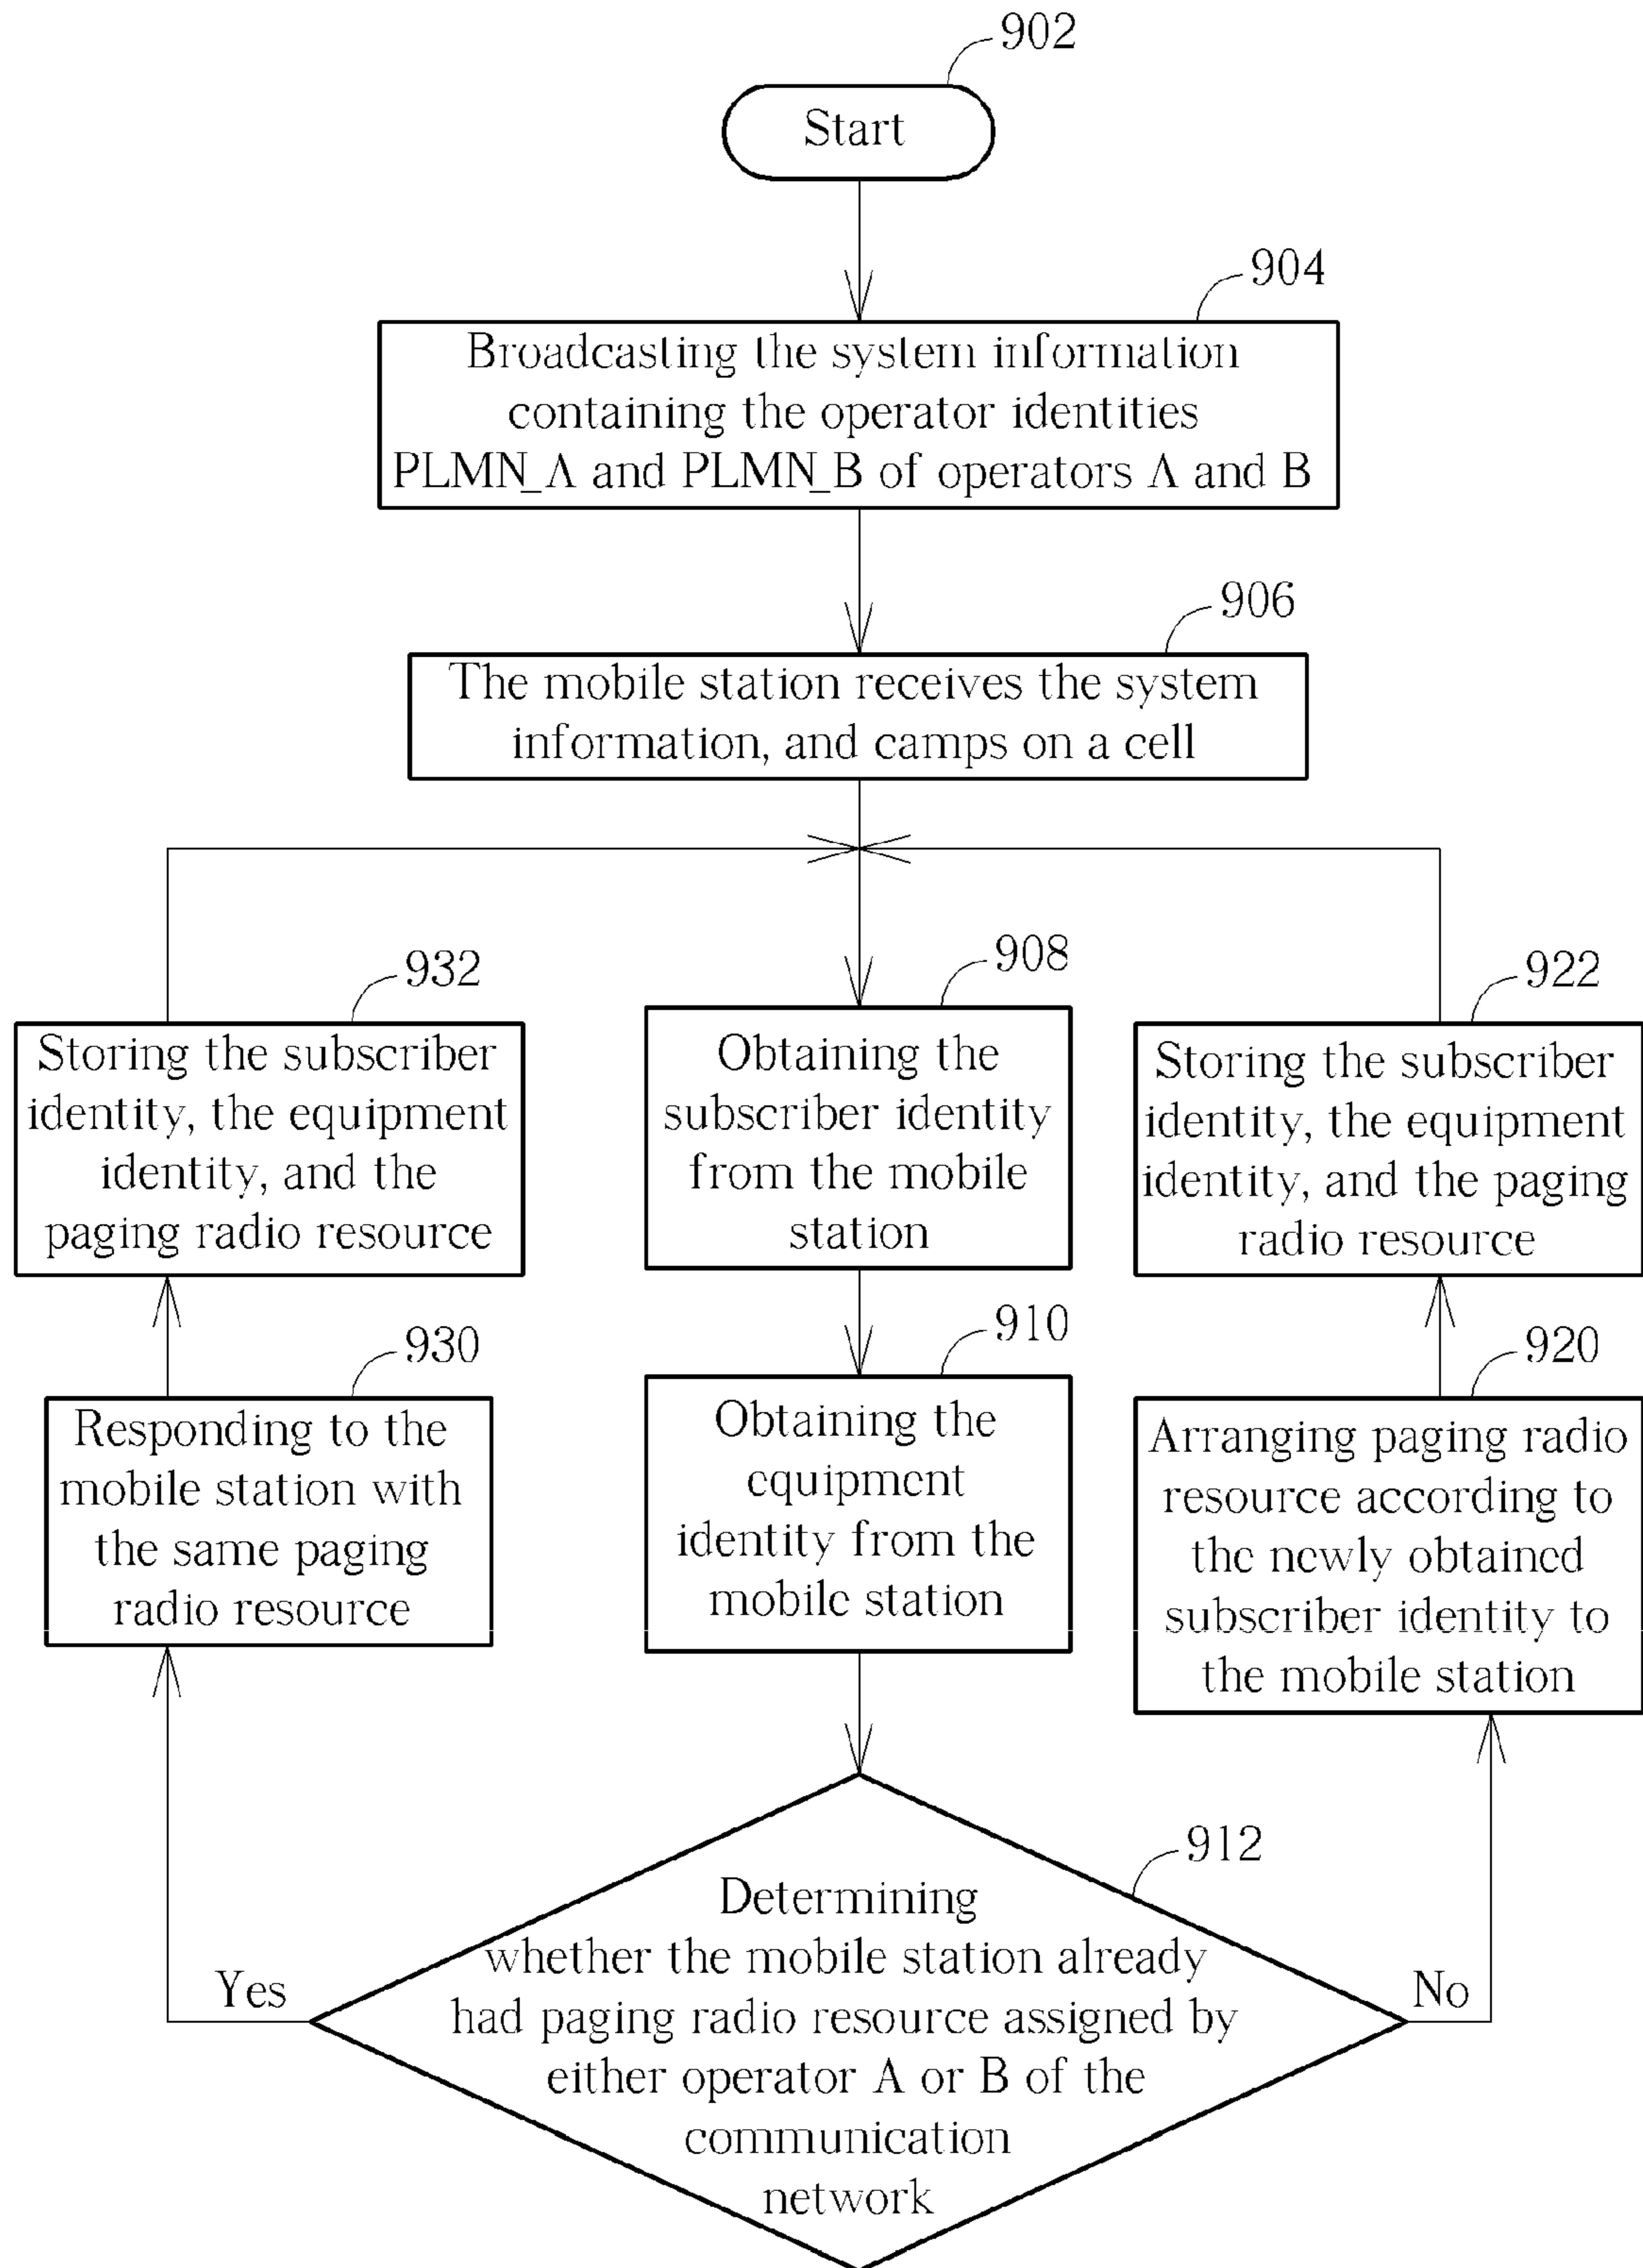 902
Start
904
Broadcasting the system information
containing the operator identities
PLMN_A and PLMN_B of operators A and B
906
The mobile station receives the system
information, and camps on a cell
932
Storing the subscriber
identity, the equipment
identity, and the
paging radio resource
908
Obtaining the
subscriber identity
from the mobile
station
922
Storing the subscriber
identity, the equipment
identity, and the paging
radio resource
930
Responding to the
mobile station with
the same paging
radio resource
910
Obtaining the
equipment
identity from the
mobile station
920
Arranging paging radio
resource according to
the newly obtained
subscriber identity to
the mobile station
912
Determining
whether the mobile station already
had paging radio resource assigned by
either operator A or B of the
communication
network
Yes
No